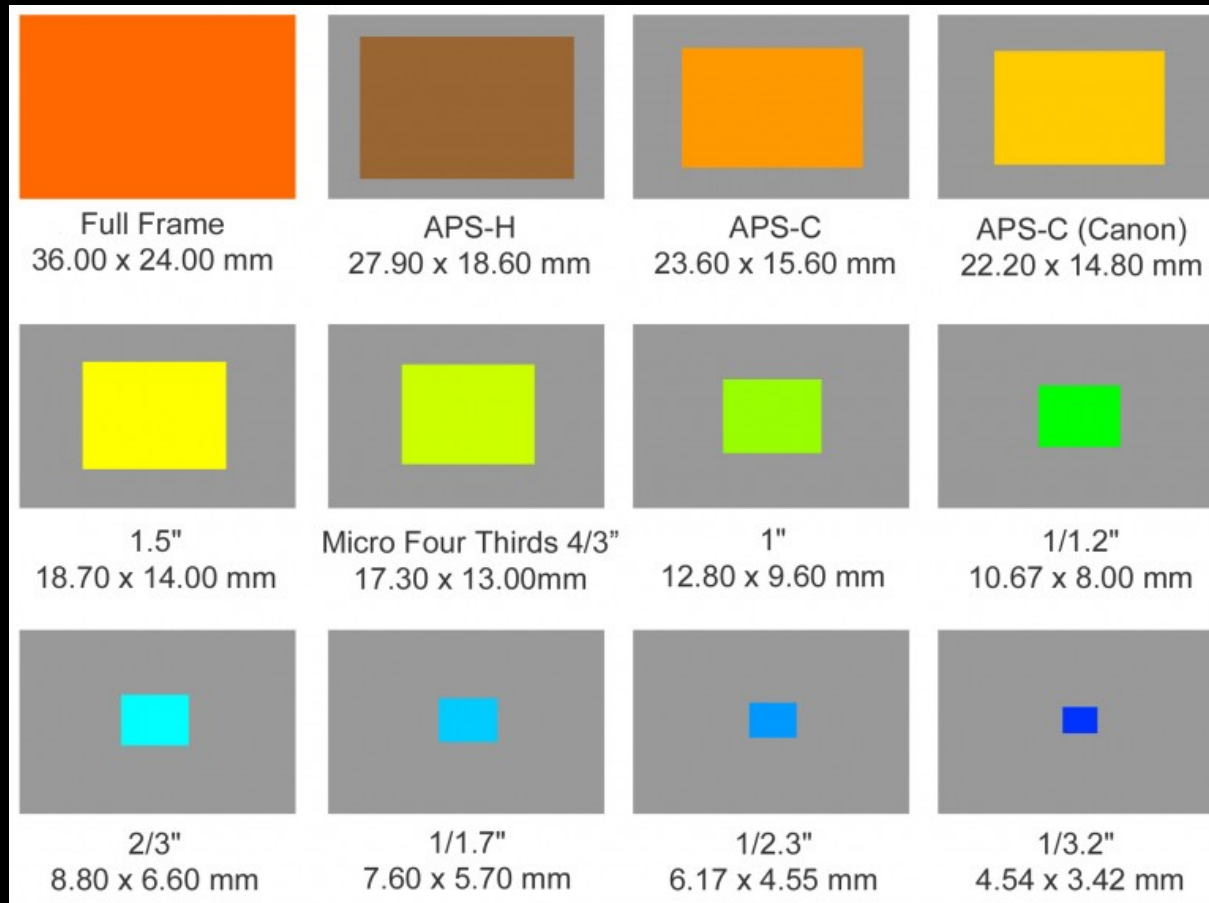 Full Frame
36.00 x 24.00 mm
APS-H
27.90 x 18.60 mm
APS-C
23.60 x 15.60 mm
APS-C (Canon)
22.20 x 14.80 mm
1.5"
18.70 x 14.00 mm
Micro Four Thirds 4/3”
17.30 x 13.00mm
1"
12.80 x 9.60 mm
1/1.2"
10.67 x 8.00 mm
2/3"
8.80 x 6.60 mm
1/1.7"
7.60 x 5.70 mm
1/2.3"
6.17 x 4.55 mm
1/3.2"
4.54 x 3.42 mm